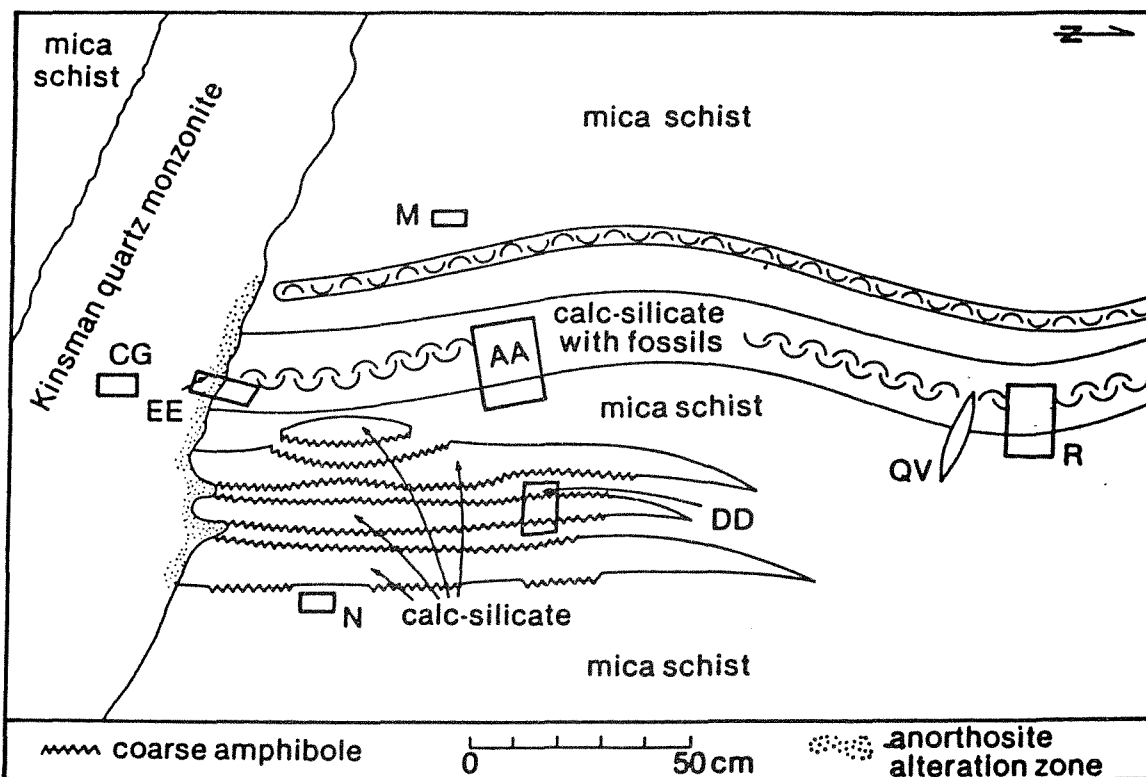 mica
schist
N
mica schist
Kinsman quartz monzonite
M
CG
EE
AA
calc-silicate
with fossils
mica schist
QV
R
DD
N
calc-silicate
mica schist
coarse amphibole
0
50 cm
anorthosite
alteration zone